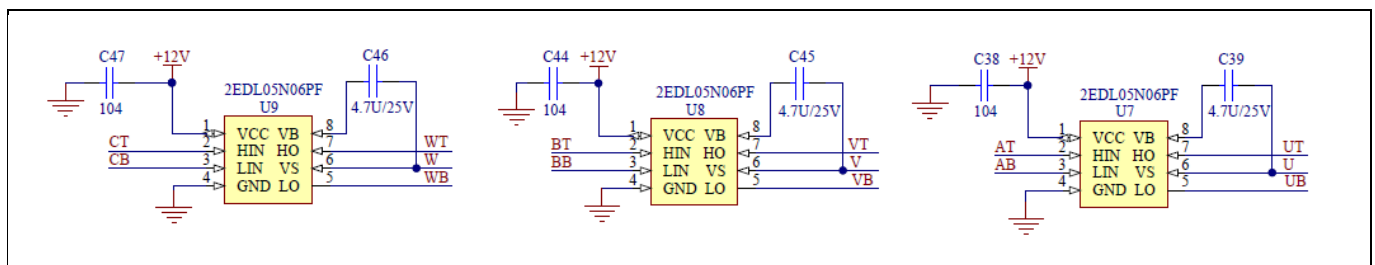 C47 +12V C46
104 2EDL05N06PF 4.7U/25V
U9
1 VCC VB 8
CT 2 HIN HO 7 WT
CB 3 LIN VS 6 W
4 GND LO 5 WB
C44 +12V C45
104 2EDL05N06PF 4.7U/25V
U8
1 VCC VB 8
BT 2 HIN HO 7 VT
BB 3 LIN VS 6 V
4 GND LO 5 VB
C38 +12V C39
104 2EDL05N06PF 4.7U/25V
U7
1 VCC VB 8
AT 2 HIN HO 7 UT
AB 3 LIN VS 6 U
4 GND LO 5 UB